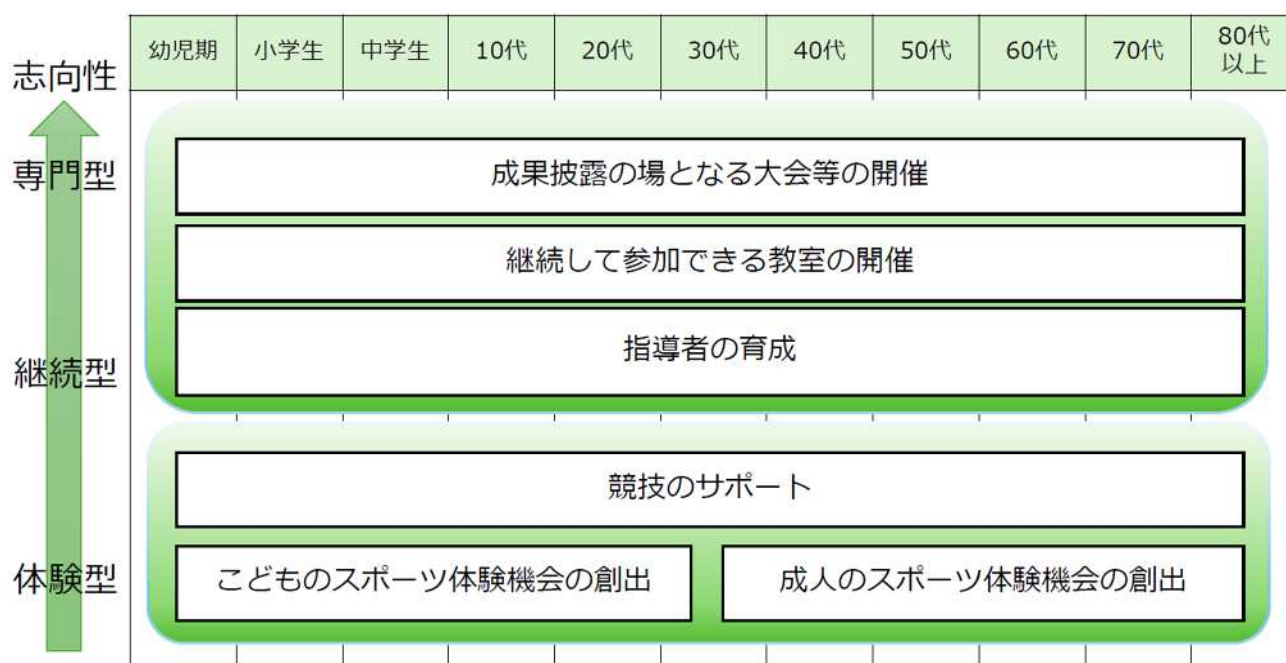 志向性
幼児期
小学生
中学生
10代
20代
30代
40代
50代
60代
70代
80代
以上
専門型
成果披露の場となる大会等の開催
継続して参加できる教室の開催
継続型
指導者の育成
競技のサポート
体験型
こどものスポーツ体験機会の創出
成人のスポーツ体験機会の創出